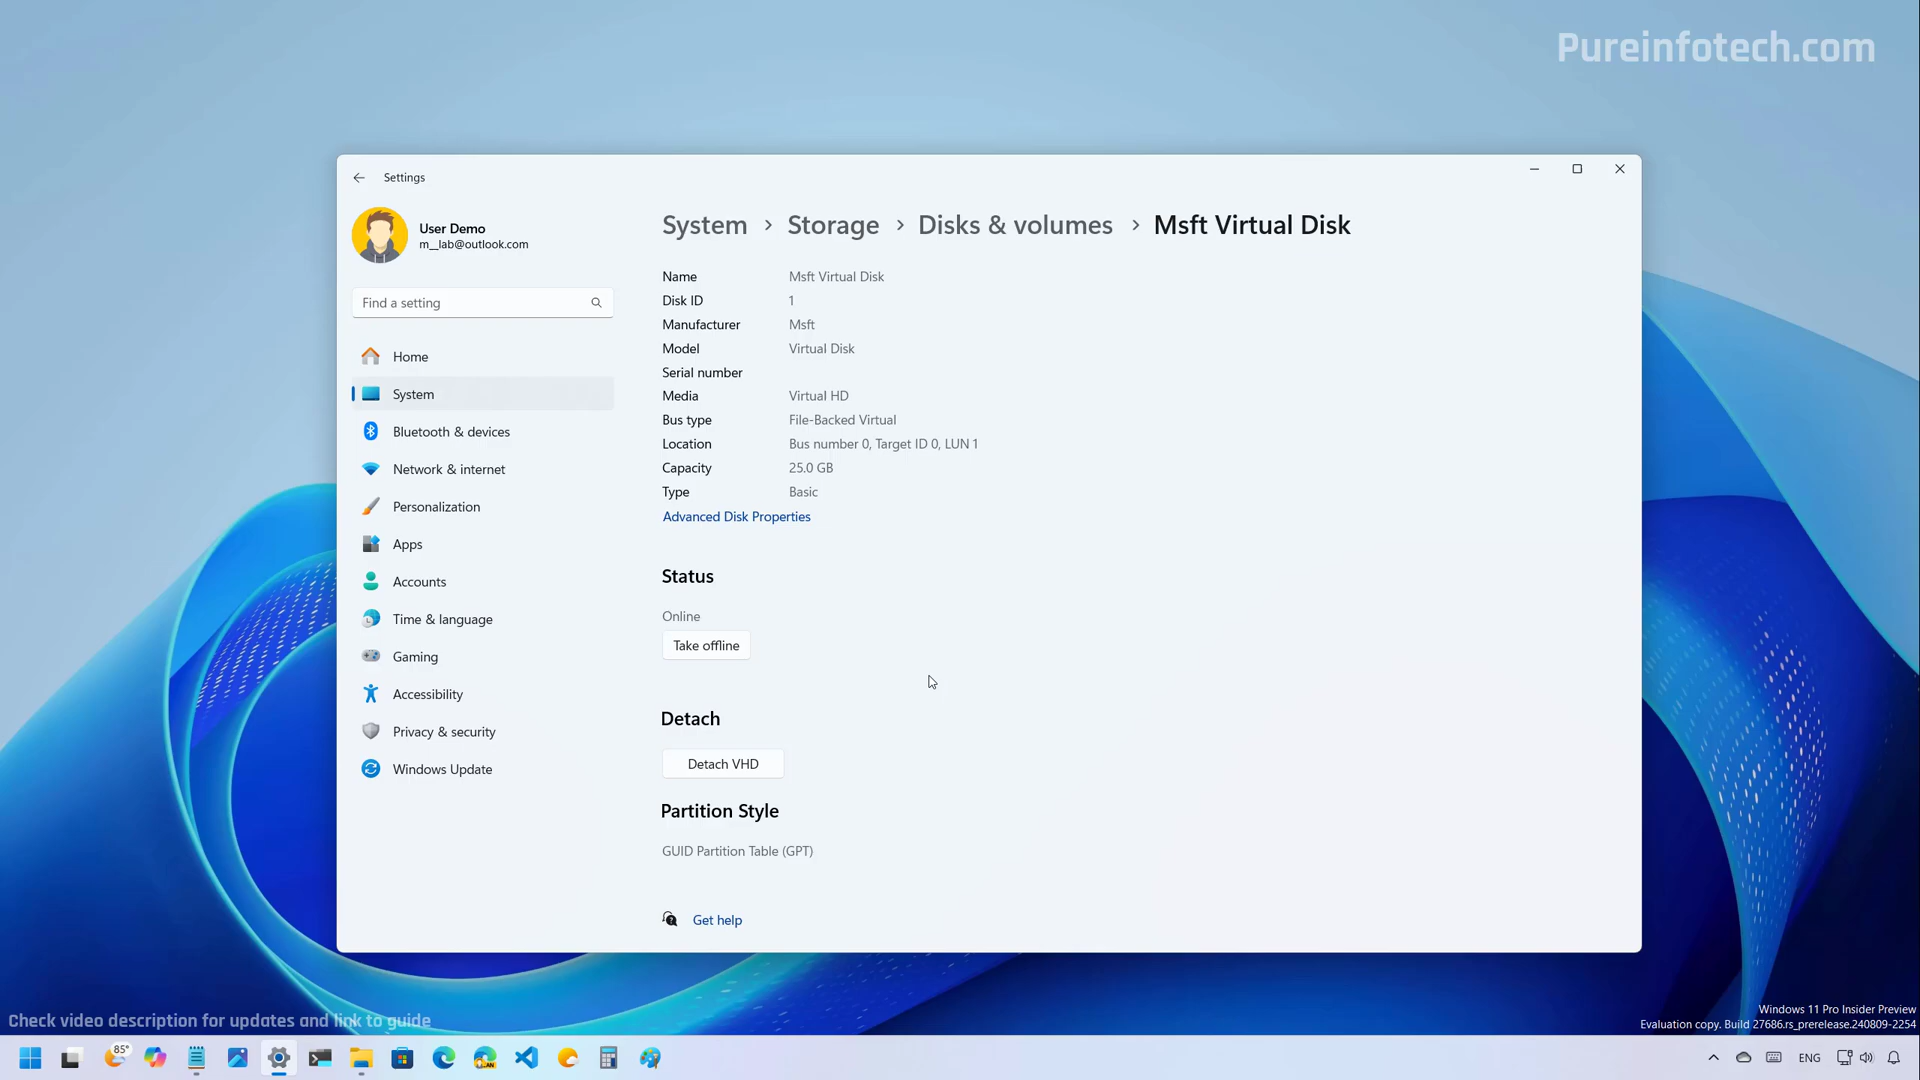 Pureinfotech.com
Settings
User Demo
m__lab@outlook.com
Find a setting
Home
System
Bluetooth & devices
Network & internet
Personalization
Apps
Accounts
Time & language
Gaming
Accessibility
Privacy & security
Windows Update
System > Storage > Disks & volumes > Msft Virtual Disk
Name Msft Virtual Disk
Disk ID 1
Manufacturer Msft
Model Virtual Disk
Serial number
Media Virtual HD
Bus type File-Backed Virtual
Location Bus number 0, Target ID 0, LUN 1
Capacity 25.0 GB
Type Basic
Advanced Disk Properties
Status
Online
Take offline
Detach
Detach VHD
Partition Style
GUID Partition Table (GPT)
Get help
Check video description for updates and link to guide
Windows 11 Pro Insider Preview
Evaluation copy. Build 27686.rs_prerelease.240809-2254
85°
CAN
ENG